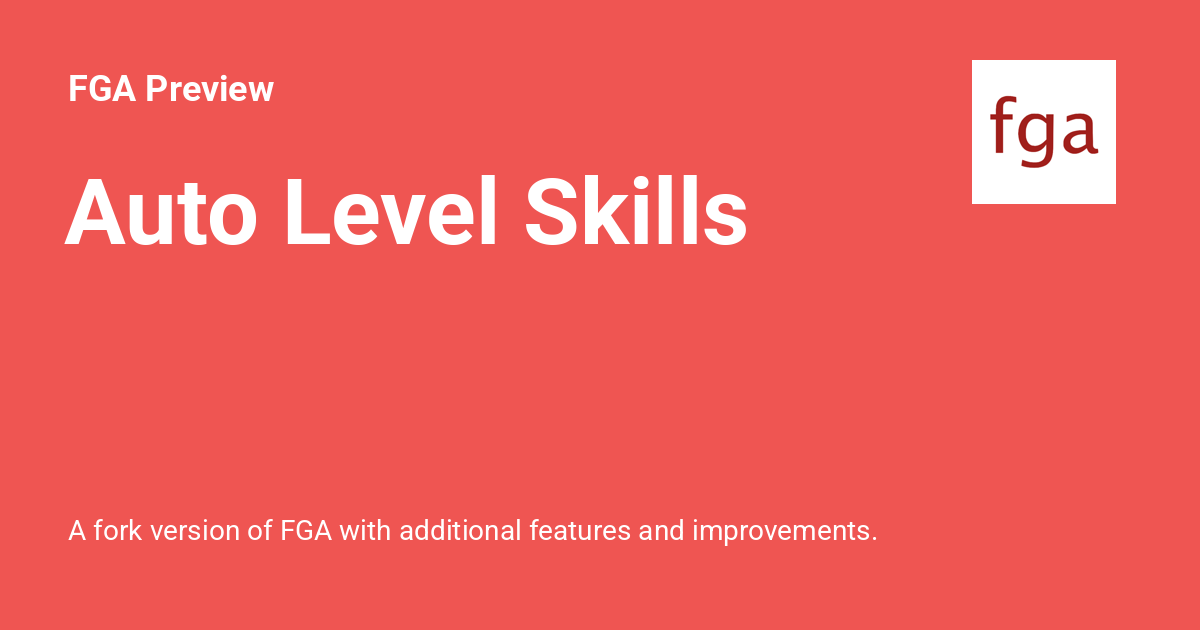 FGA Preview
fga
Auto Level Skills
A fork version of FGA with additional features and improvements.